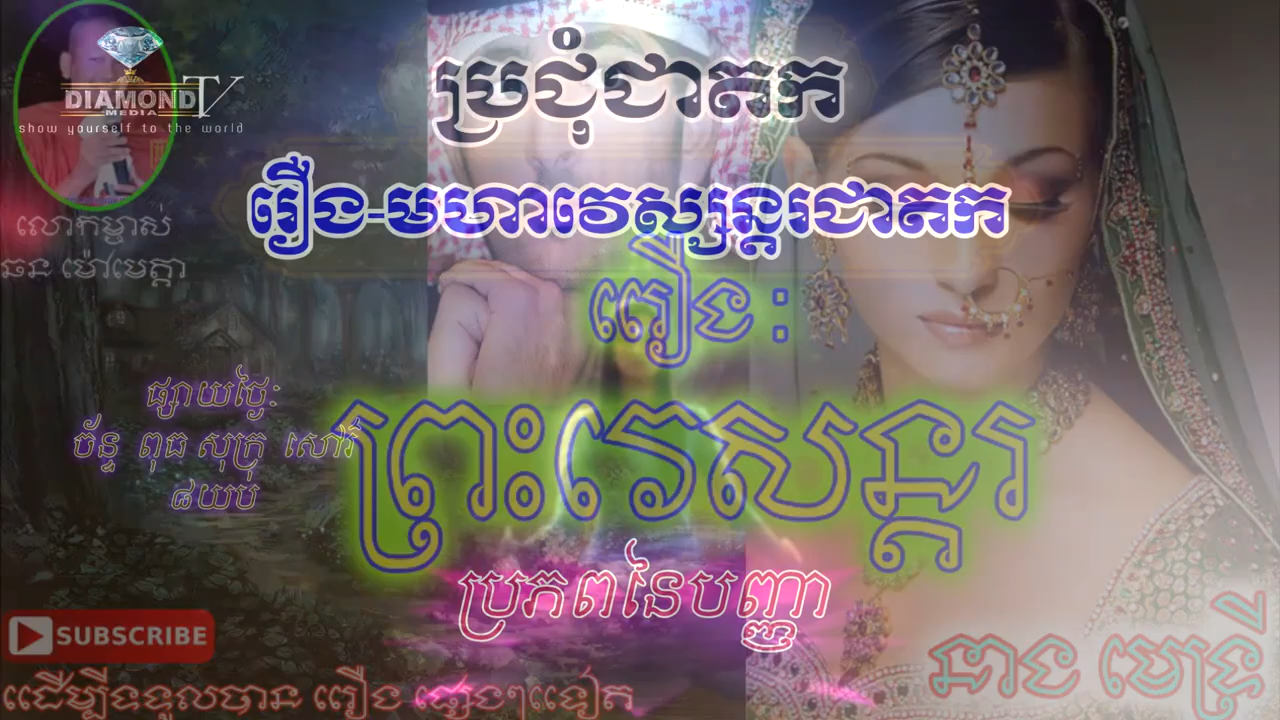 ប្រជុំជាតក
DIAMOND TV
MEDIA
show yourself to the world
រឿង-មហាវេស្សន្តរជាតក
លោកម្ចាស់
ឆន ម៉ៅមេត្តា
រឿង:
ផ្សាយថ្ងៃ:
ច័ន្ទ ពុធ សុក្រ សៅរ៍
៨យប់
ព្រះវេសន្តរ
ប្រភពនៃបញ្ញា
SUBSCRIBE
នាង មេទ្រី
ដើម្បីទទួលបាន រឿង ផ្សេងៗទៀត